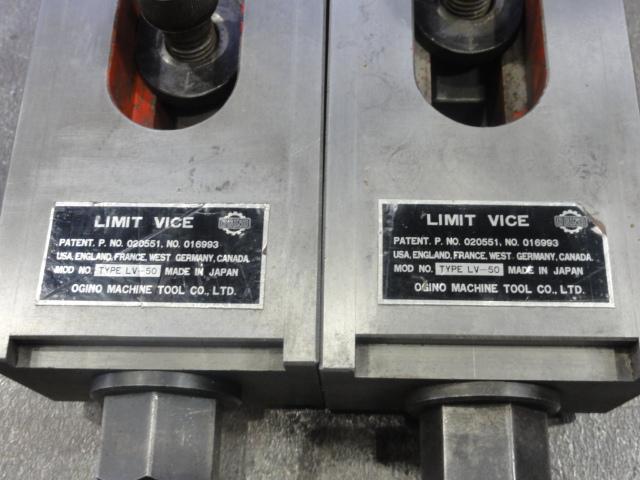 LIMIT VICE
PATENT. P. NO. 020551, NO. 016993
USA, ENGLAND, FRANCE, WEST GERMANY, CANADA.
MOD NO. TYPE LV-50 MADE IN JAPAN
OGINO MACHINE TOOL CO., LTD.
LIMIT VICE
PATENT. P. NO. 020551, NO. 016993
USA, ENGLAND, FRANCE, WEST GERMANY, CANADA.
MOD NO. TYPE LV-50 MADE IN JAPAN
OGINO MACHINE TOOL CO., LTD.